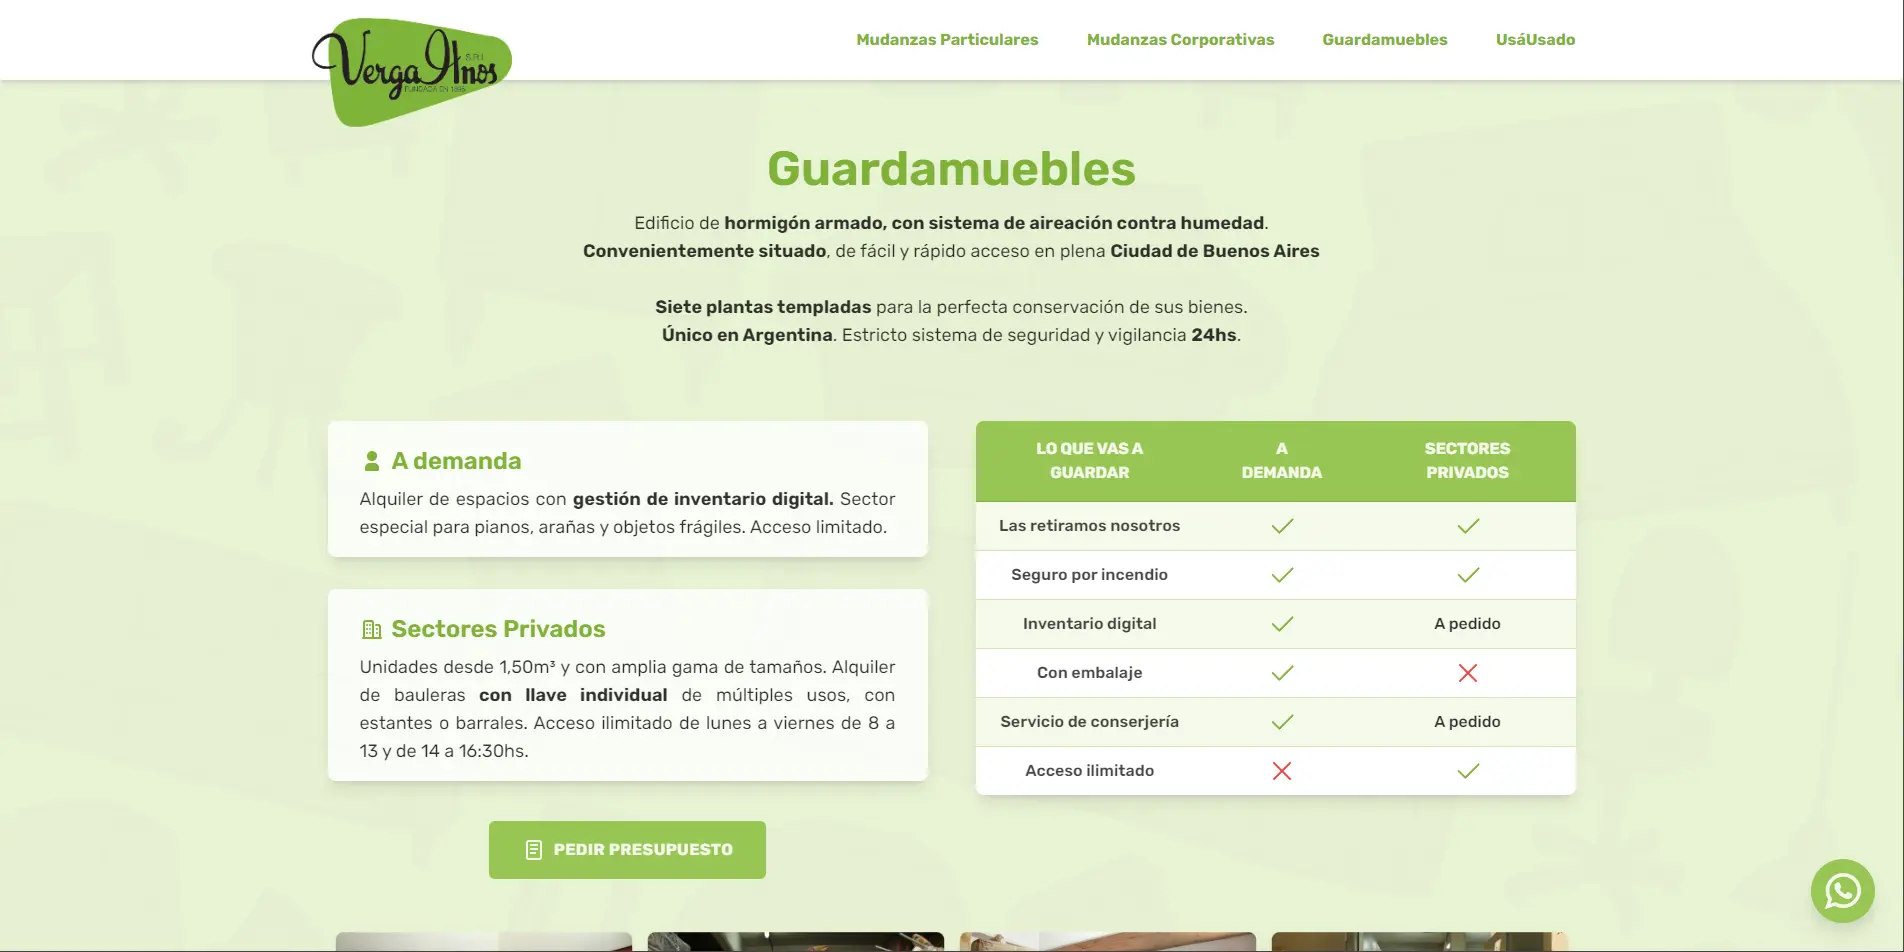 Verga Hnos
S.R.L
FUNDADA EN 1895
Mudanzas Particulares
Mudanzas Corporativas
Guardamuebles
UsáUsado
Guardamuebles
Edificio de hormigón armado, con sistema de aireación contra humedad.
Convenientemente situado, de fácil y rápido acceso en plena Ciudad de Buenos Aires
Siete plantas templadas para la perfecta conservación de sus bienes.
Único en Argentina. Estricto sistema de seguridad y vigilancia 24hs.
A demanda
Alquiler de espacios con gestión de inventario digital. Sector
especial para pianos, arañas y objetos frágiles. Acceso limitado.
Sectores Privados
Unidades desde 1,50m³ y con amplia gama de tamaños. Alquiler
de bauleras con llave individual de múltiples usos, con
estantes o barrales. Acceso ilimitado de lunes a viernes de 8 a
13 y de 14 a 16:30hs.
PEDIR PRESUPUESTO
LO QUE VAS A
GUARDAR
A
DEMANDA
SECTORES
PRIVADOS
Las retiramos nosotros
Seguro por incendio
Inventario digital
A pedido
Con embalaje
Servicio de conserjería
A pedido
Acceso ilimitado